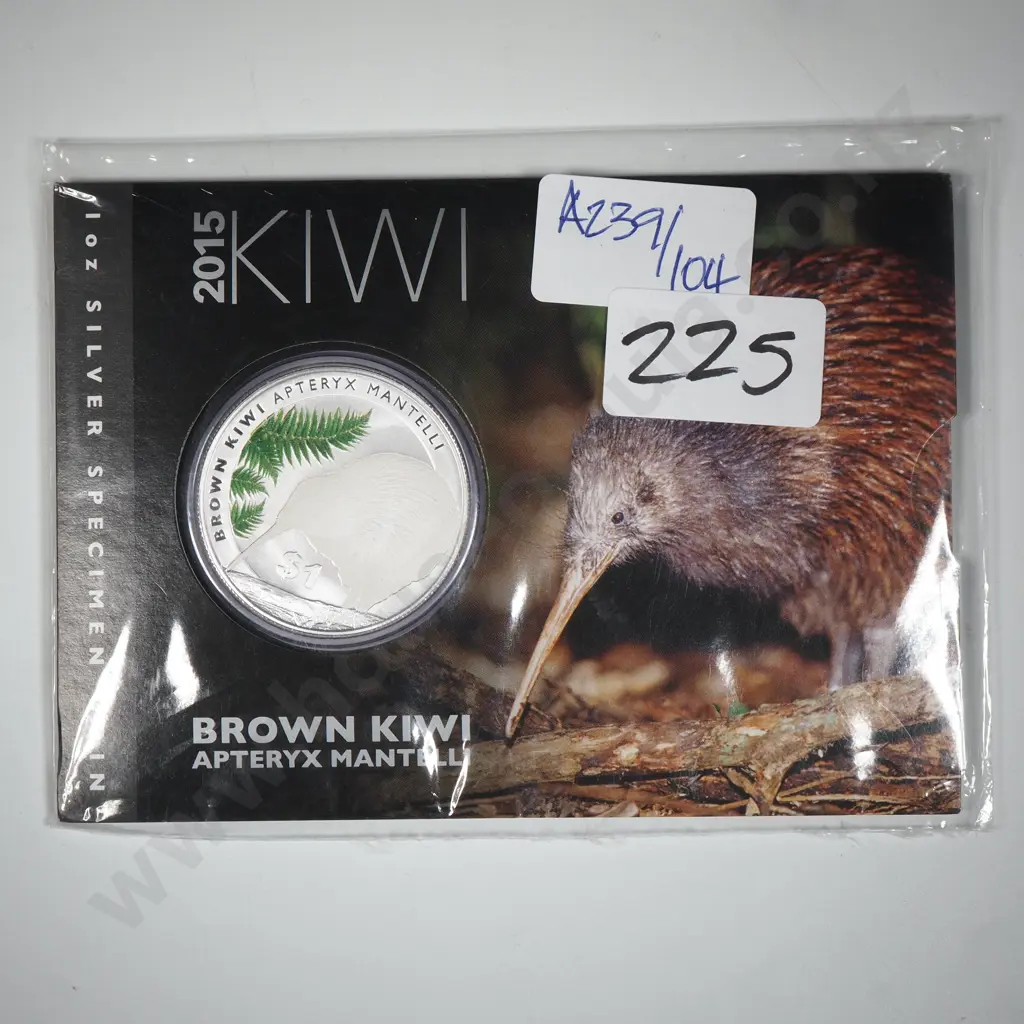 1oz SILVER SPECIMEN
2015 KIWI
A239/104
225
BROWN KIWI APTERYX MANTELLI
$1
BROWN KIWI
APTERYX MANTELLI